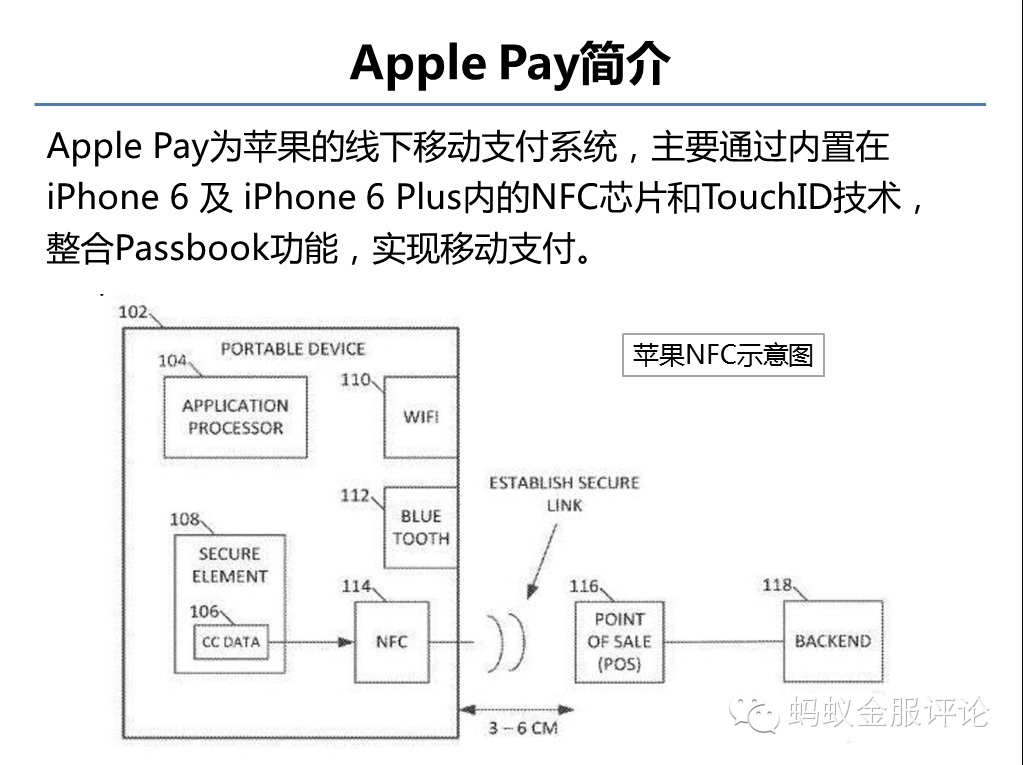 Apple Pay简介
Apple Pay为苹果的线下移动支付系统，主要通过内置在
iPhone 6 及 iPhone 6 Plus内的NFC芯片和TouchID技术，
整合Passbook功能，实现移动支付。
102
PORTABLE DEVICE
苹果NFC示意图
104
APPLICATION
PROCESSOR
110
WIFI
112
BLUE
TOOTH
ESTABLISH SECURE
LINK
108
SECURE
ELEMENT
106
CC DATA
114
NFC
116
POINT
OF SALE
(POS)
118
BACKEND
3 – 6 CM
蚂蚁金服评论